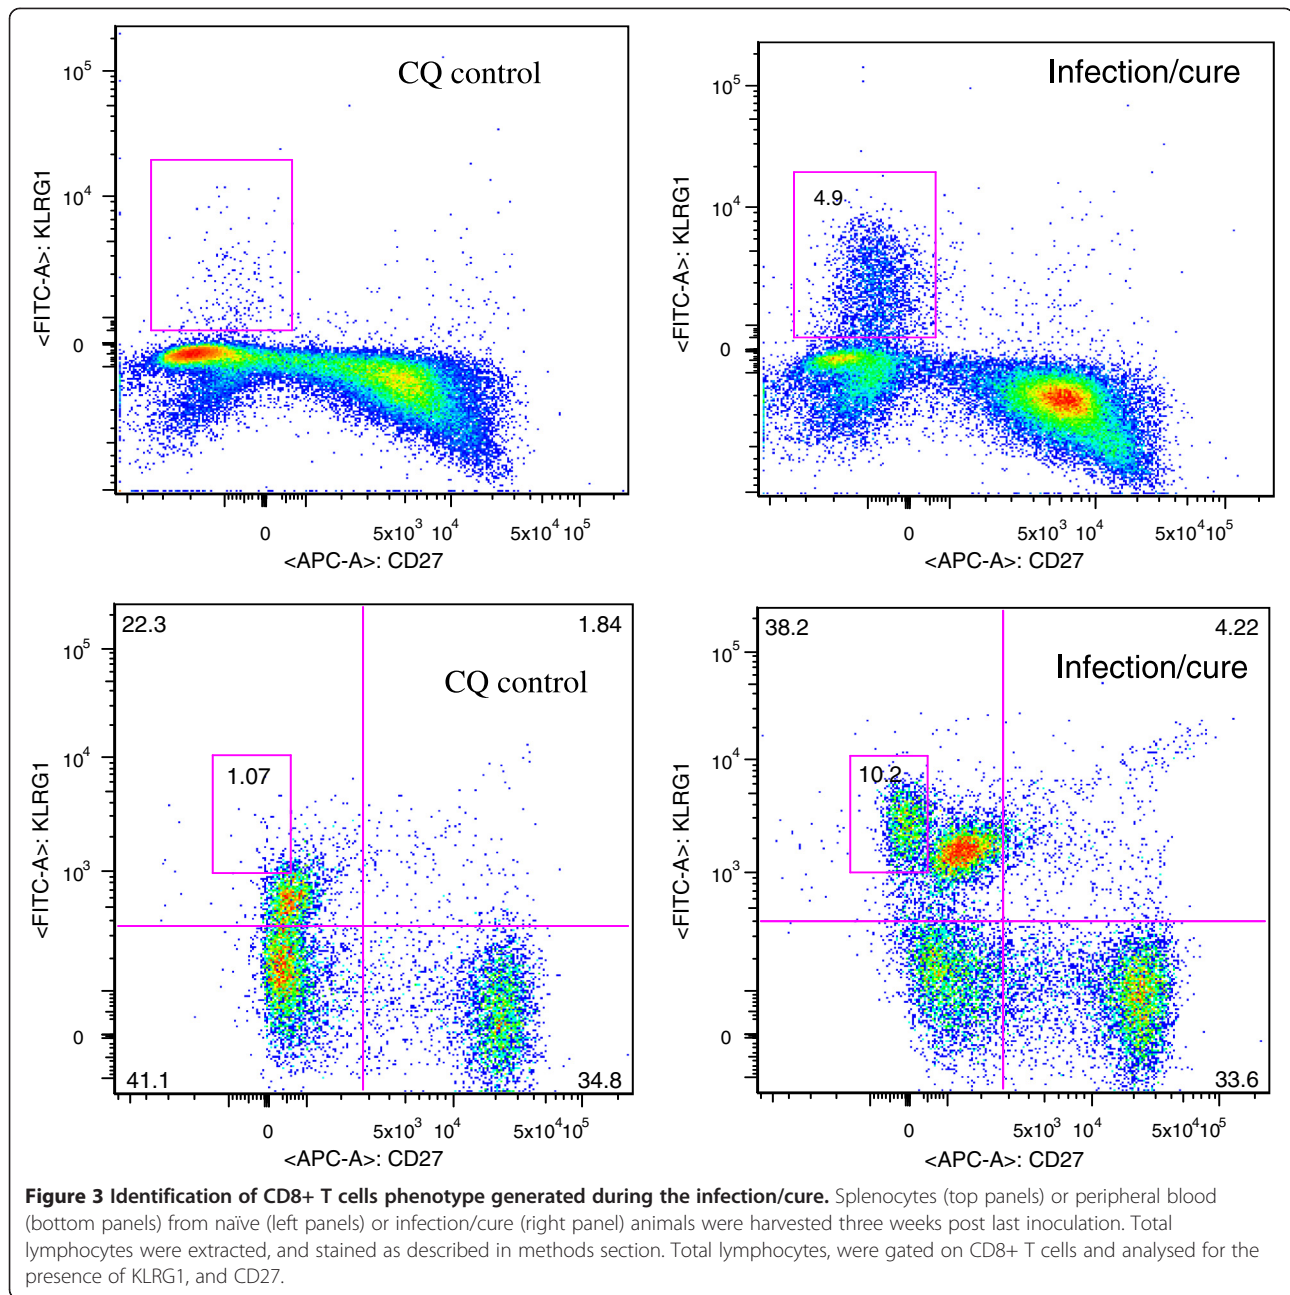 CQ control
10^5
10^4
0
<FITC-A>: KLRG1
0 5x10^3 10^4 5x10^4 10^5
<APC-A>: CD27
Infection/cure
10^5
4.9
10^4
0
<FITC-A>: KLRG1
0 5x10^3 10^4 5x10^4 10^5
<APC-A>: CD27
22.3 1.84
10^5
CQ control
10^4
1.07
10^3
0
<FITC-A>: KLRG1
41.1 34.8
0 5x10^3 10^4 5x10^4 10^5
<APC-A>: CD27
38.2 4.22
10^5
Infection/cure
10^4
10.2
10^3
0
<FITC-A>: KLRG1
33.6
0 5x10^3 10^4 5x10^4 10^5
<APC-A>: CD27
Figure 3 Identification of CD8+ T cells phenotype generated during the infection/cure. Splenocytes (top panels) or peripheral blood
(bottom panels) from naïve (left panels) or infection/cure (right panel) animals were harvested three weeks post last inoculation. Total
lymphocytes were extracted, and stained as described in methods section. Total lymphocytes, were gated on CD8+ T cells and analysed for the
presence of KLRG1, and CD27.